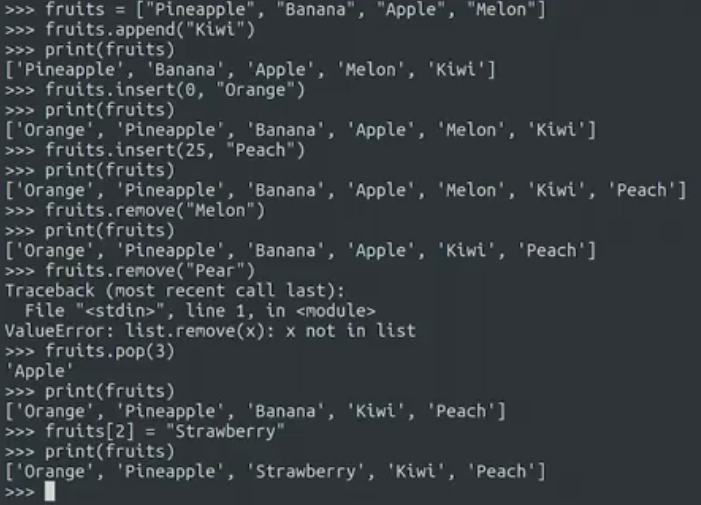 >>> fruits = ["Pineapple", "Banana", "Apple", "Melon"]
>>> fruits.append("Kiwi")
>>> print(fruits)
['Pineapple', 'Banana', 'Apple', 'Melon', 'Kiwi']
>>> fruits.insert(0, "Orange")
>>> print(fruits)
['Orange', 'Pineapple', 'Banana', 'Apple', 'Melon', 'Kiwi']
>>> fruits.insert(25, "Peach")
>>> print(fruits)
['Orange', 'Pineapple', 'Banana', 'Apple', 'Melon', 'Kiwi', 'Peach']
>>> fruits.remove("Melon")
>>> print(fruits)
['Orange', 'Pineapple', 'Banana', 'Apple', 'Kiwi', 'Peach']
>>> fruits.remove("Pear")
Traceback (most recent call last):
  File "<stdin>", line 1, in <module>
ValueError: list.remove(x): x not in list
>>> fruits.pop(3)
'Apple'
>>> print(fruits)
['Orange', 'Pineapple', 'Banana', 'Kiwi', 'Peach']
>>> fruits[2] = "Strawberry"
>>> print(fruits)
['Orange', 'Pineapple', 'Strawberry', 'Kiwi', 'Peach']
>>>